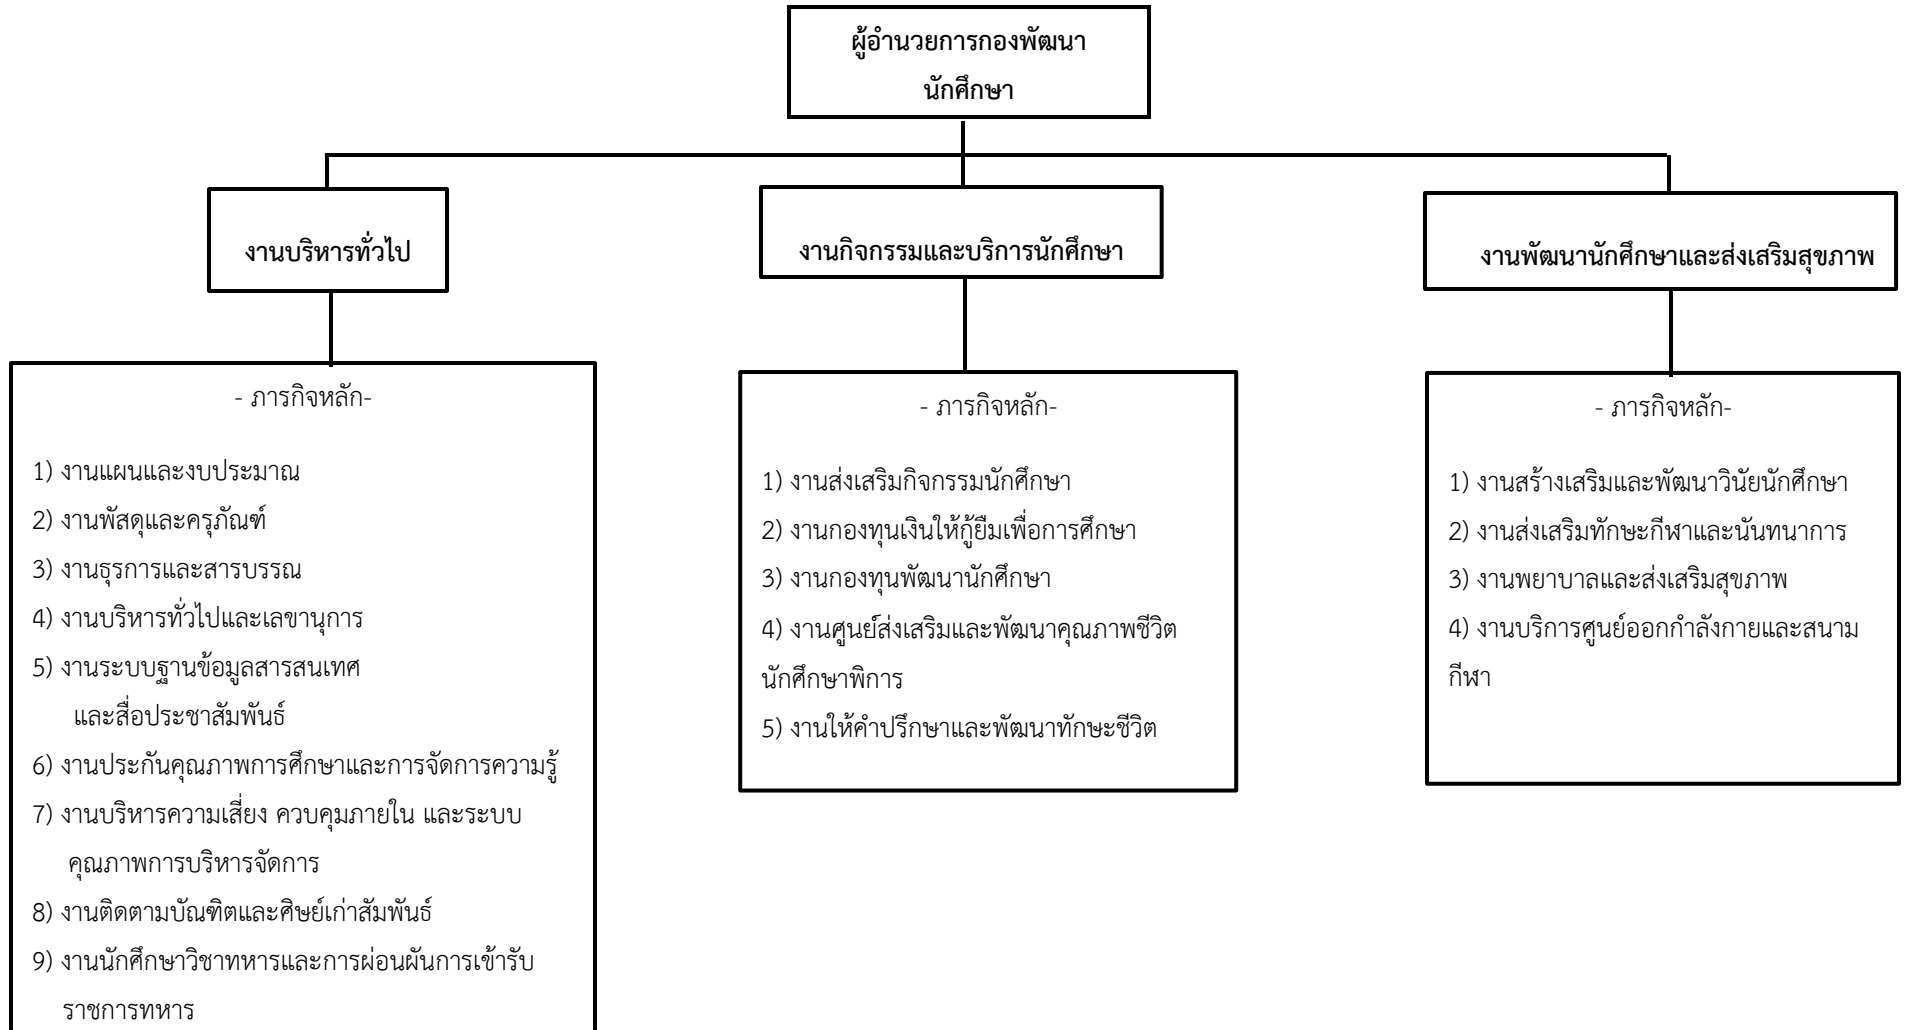 ผู้อำนวยการกองพัฒนา
นักศึกษา
งานบริหารทั่วไป
งานกิจกรรมและบริการนักศึกษา
งานพัฒนานักศึกษาและส่งเสริมสุขภาพ
- ภารกิจหลัก-
1) งานแผนและงบประมาณ
2) งานพัสดุและครุภัณฑ์
3) งานธุรการและสารบรรณ
4) งานบริหารทั่วไปและเลขานุการ
5) งานระบบฐานข้อมูลสารสนเทศ
และสื่อประชาสัมพันธ์
6) งานประกันคุณภาพการศึกษาและการจัดการความรู้
7) งานบริหารความเสี่ยง ควบคุมภายใน และระบบ
คุณภาพการบริหารจัดการ
8) งานติดตามบัณฑิตและศิษย์เก่าสัมพันธ์
9) งานนักศึกษาวิชาทหารและการผ่อนผันการเข้ารับ
ราชการทหาร
- ภารกิจหลัก-
1) งานส่งเสริมกิจกรรมนักศึกษา
2) งานกองทุนเงินให้กู้ยืมเพื่อการศึกษา
3) งานกองทุนพัฒนานักศึกษา
4) งานศูนย์ส่งเสริมและพัฒนาคุณภาพชีวิต
นักศึกษาพิการ
5) งานให้คำปรึกษาและพัฒนาทักษะชีวิต
- ภารกิจหลัก-
1) งานสร้างเสริมและพัฒนาวินัยนักศึกษา
2) งานส่งเสริมทักษะกีฬาและนันทนาการ
3) งานพยาบาลและส่งเสริมสุขภาพ
4) งานบริการศูนย์ออกกำลังกายและสนาม
กีฬา